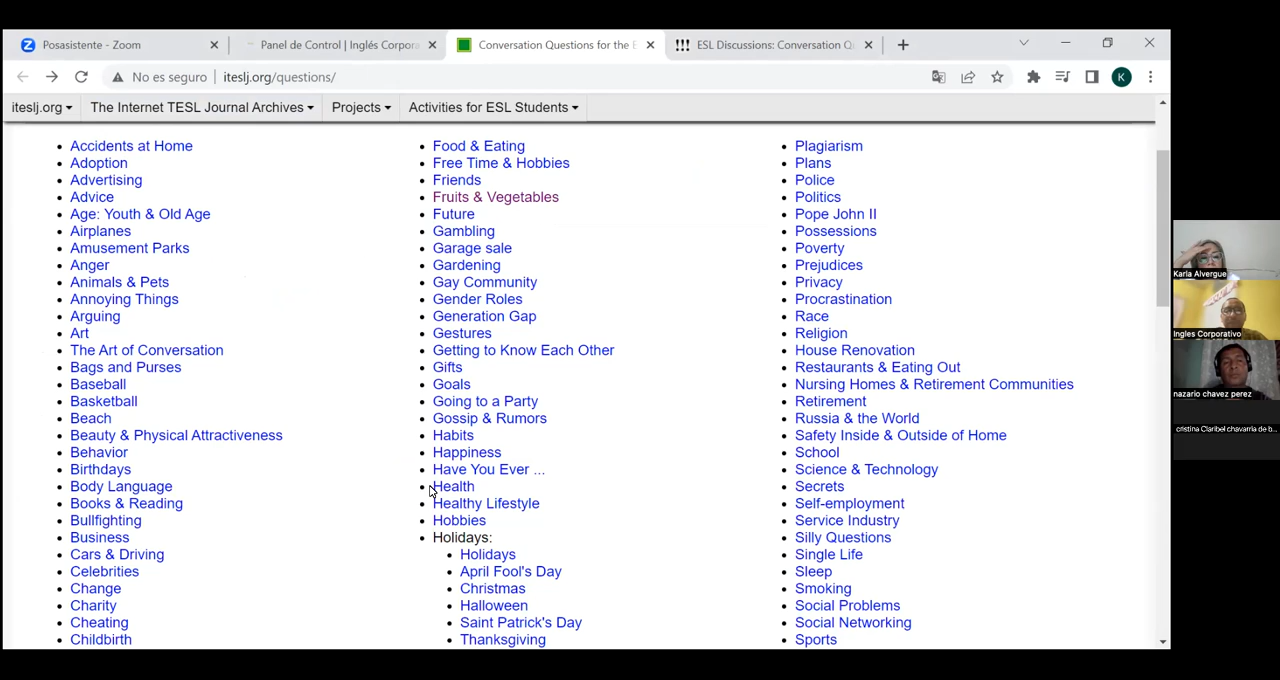 Posasistente - Zoom
Panel de Control | Inglés Corpora
Conversation Questions for the E
!!! ESL Discussions: Conversation Q
No es seguro | iteslj.org/questions/
K
iteslj.org
The Internet TESL Journal Archives
Projects
Activities for ESL Students
Accidents at Home
Adoption
Advertising
Advice
Age: Youth & Old Age
Airplanes
Amusement Parks
Anger
Animals & Pets
Annoying Things
Arguing
Art
The Art of Conversation
Bags and Purses
Baseball
Basketball
Beach
Beauty & Physical Attractiveness
Behavior
Birthdays
Body Language
Books & Reading
Bullfighting
Business
Cars & Driving
Celebrities
Change
Charity
Cheating
Childbirth
Food & Eating
Free Time & Hobbies
Friends
Fruits & Vegetables
Future
Gambling
Garage sale
Gardening
Gay Community
Gender Roles
Generation Gap
Gestures
Getting to Know Each Other
Gifts
Goals
Going to a Party
Gossip & Rumors
Habits
Happiness
Have You Ever ...
Health
Healthy Lifestyle
Hobbies
Holidays:
Holidays
April Fool's Day
Christmas
Halloween
Saint Patrick's Day
Thanksgiving
Plagiarism
Plans
Police
Politics
Pope John II
Possessions
Poverty
Prejudices
Privacy
Procrastination
Race
Religion
House Renovation
Restaurants & Eating Out
Nursing Homes & Retirement Communities
Retirement
Russia & the World
Safety Inside & Outside of Home
School
Science & Technology
Secrets
Self-employment
Service Industry
Silly Questions
Single Life
Sleep
Smoking
Social Problems
Social Networking
Sports
Karla Alvergue
Ingles Corporativo
nazario chavez perez
cristina Claribel chavarria de b...